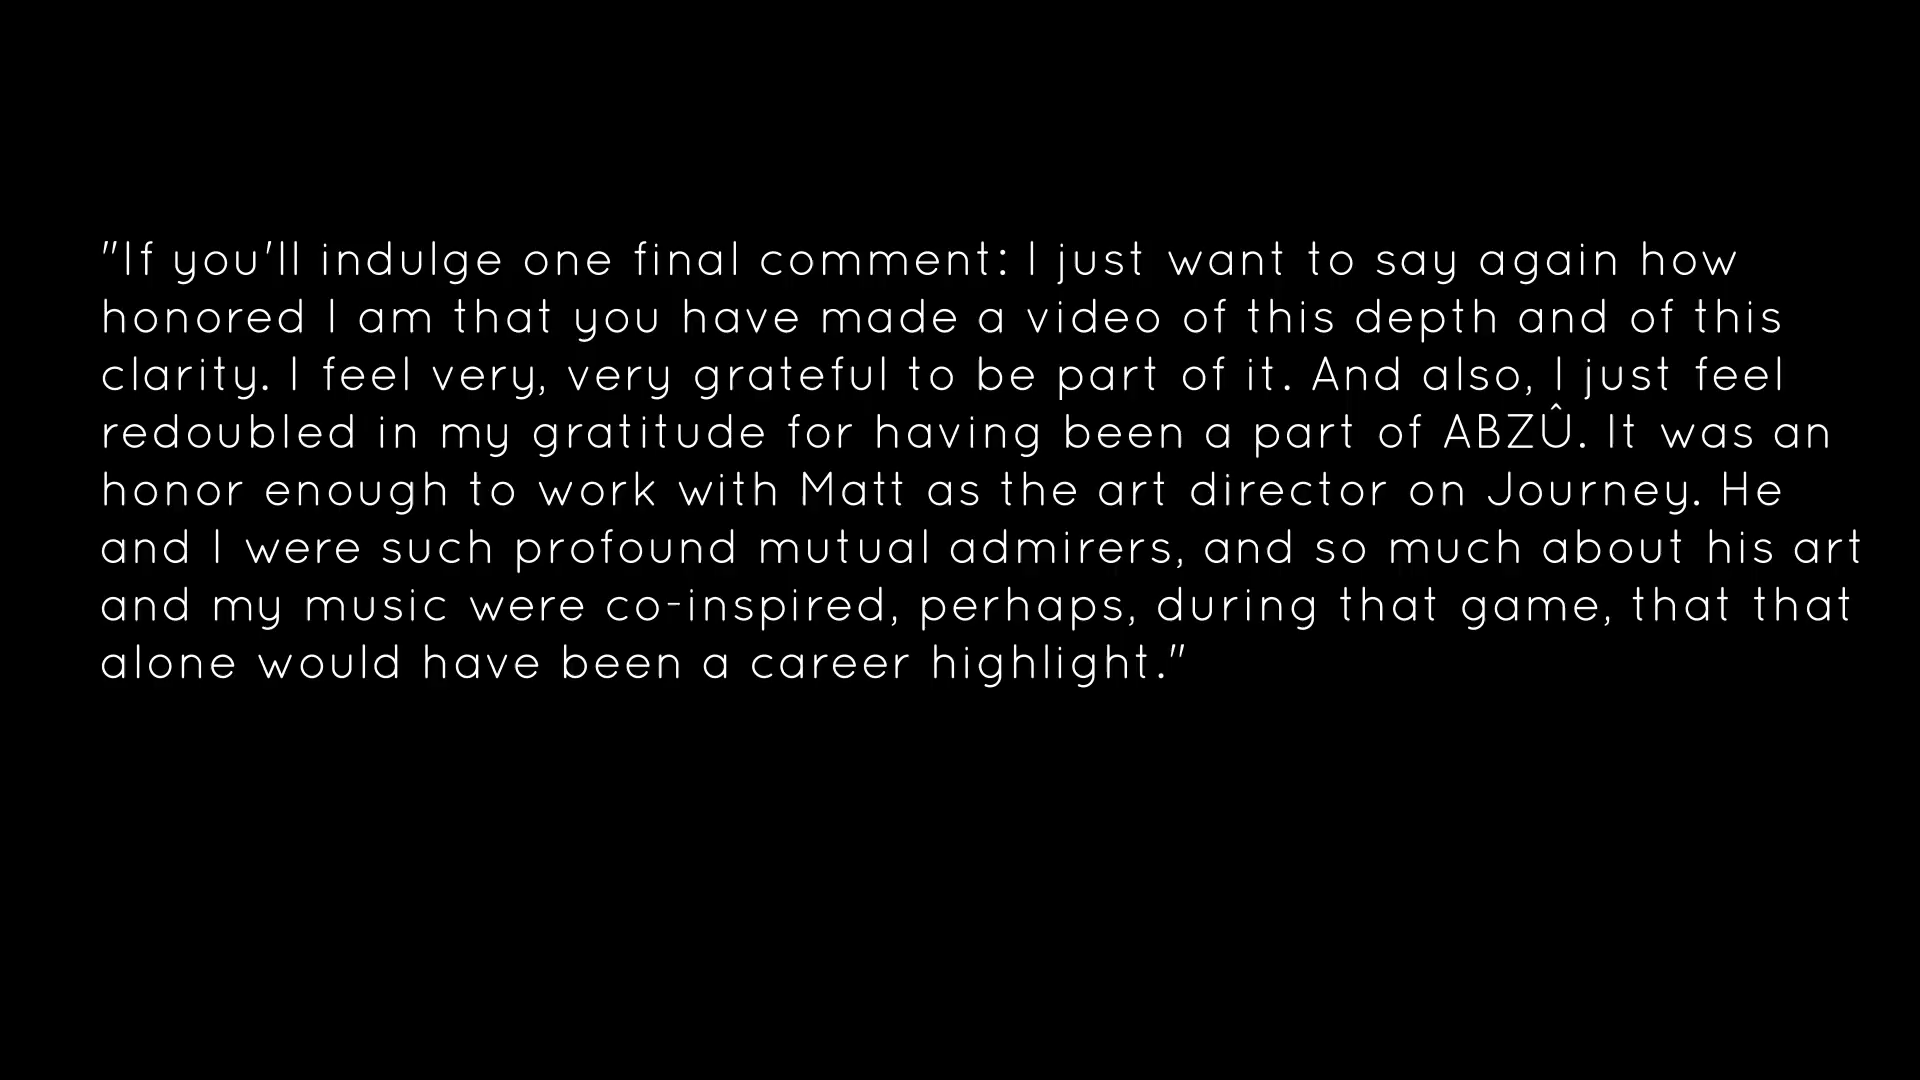 "If you'll indulge one final comment: I just want to say again how
honored I am that you have made a video of this depth and of this
clarity. I feel very, very grateful to be part of it. And also, I just feel
redoubled in my gratitude for having been a part of ABZÛ. It was an
honor enough to work with Matt as the art director on Journey. He
and I were such profound mutual admirers, and so much about his art
and my music were co-inspired, perhaps, during that game, that that
alone would have been a career highlight."